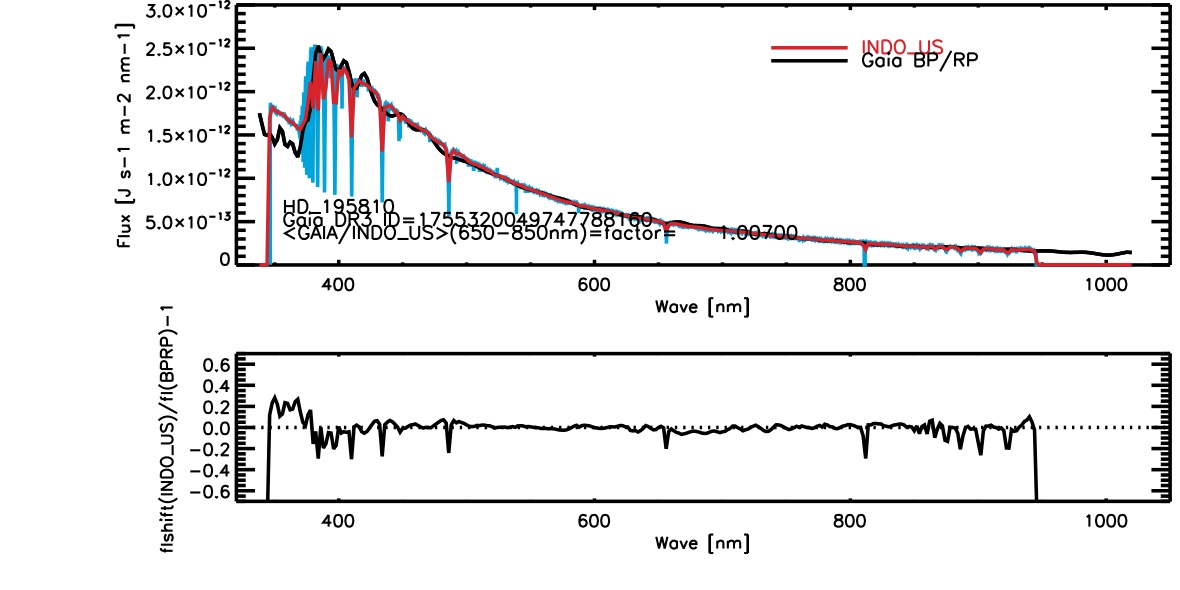 3.0×10⁻¹²
2.5×10⁻¹²
2.0×10⁻¹²
1.5×10⁻¹²
1.0×10⁻¹²
5.0×10⁻¹³
0
Flux [J s−1 m−2 nm−1]
INDO_US
Gaia BP/RP
HD_195810
Gaia DR3 ID=1755320049747788160
<GAIA/INDO_US>(650−850nm)=factor= 1.00700
400 600 800 1000
Wave [nm]
0.6
0.4
0.2
0.0
−0.2
−0.4
−0.6
flshift(INDO_US)/fl(BPRP)−1
400 600 800 1000
Wave [nm]